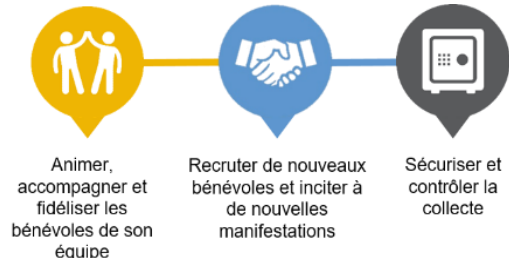 Animer,
accompagner et
fidéliser les
bénévoles de son
équipe
Recruter de nouveaux
bénévoles et inciter à
de nouvelles
manifestations
Sécuriser et
contrôler la
collecte